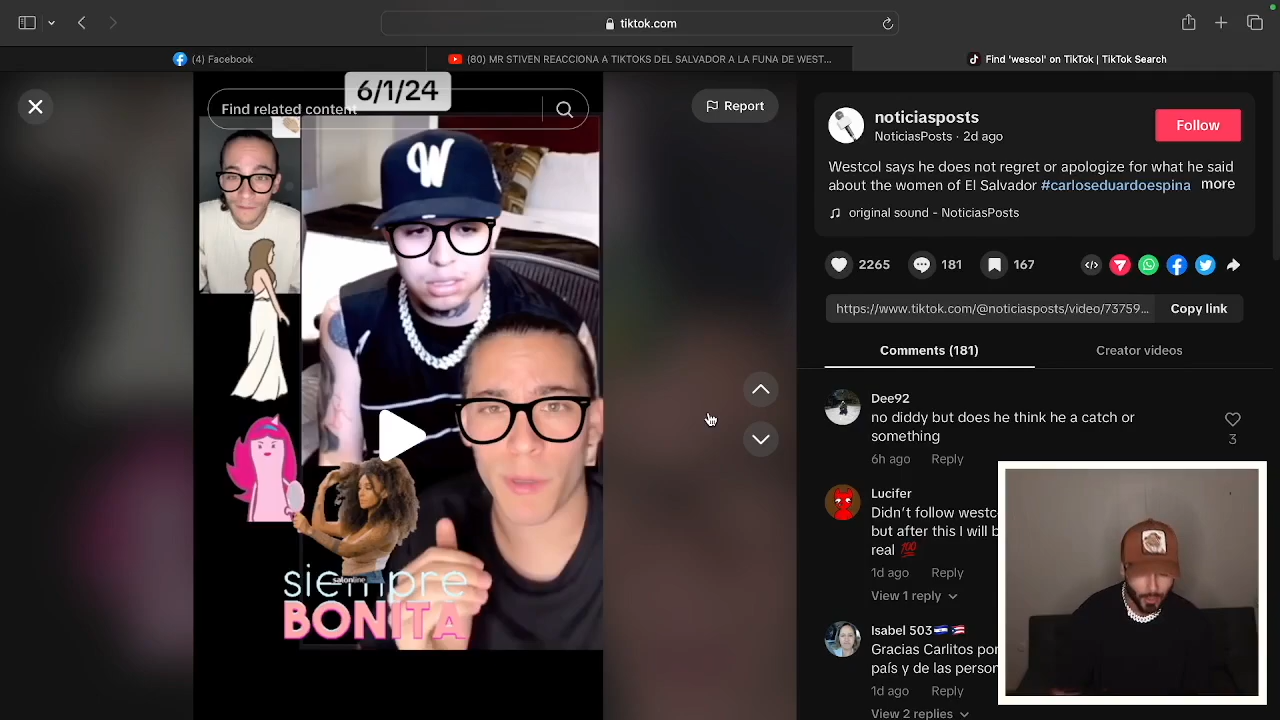 tiktok.com
(4) Facebook
(80) MR STIVEN REACCIONA A TIKTOKS DEL SALVADOR A LA FUNA DE WEST...
Find 'wescol' on TikTok | TikTok Search
6/1/24
Find related content
Report
W
siempre
salonline
BONITA
noticiasposts
NoticiasPosts · 2d ago
Follow
Westcol says he does not regret or apologize for what he said
about the women of El Salvador #carloseduardoespina more
original sound - NoticiasPosts
2265
181
167
https://www.tiktok.com/@noticiasposts/video/73759...
Copy link
Comments (181)
Creator videos
Dee92
no diddy but does he think he a catch or
something
3
6h ago
Reply
Lucifer
Didn't follow westc
but after this I will b
real 💯
1d ago
Reply
View 1 reply
Isabel 503🇸🇻🇵🇷
Gracias Carlitos por
país y de las person
1d ago
Reply
View 2 replies